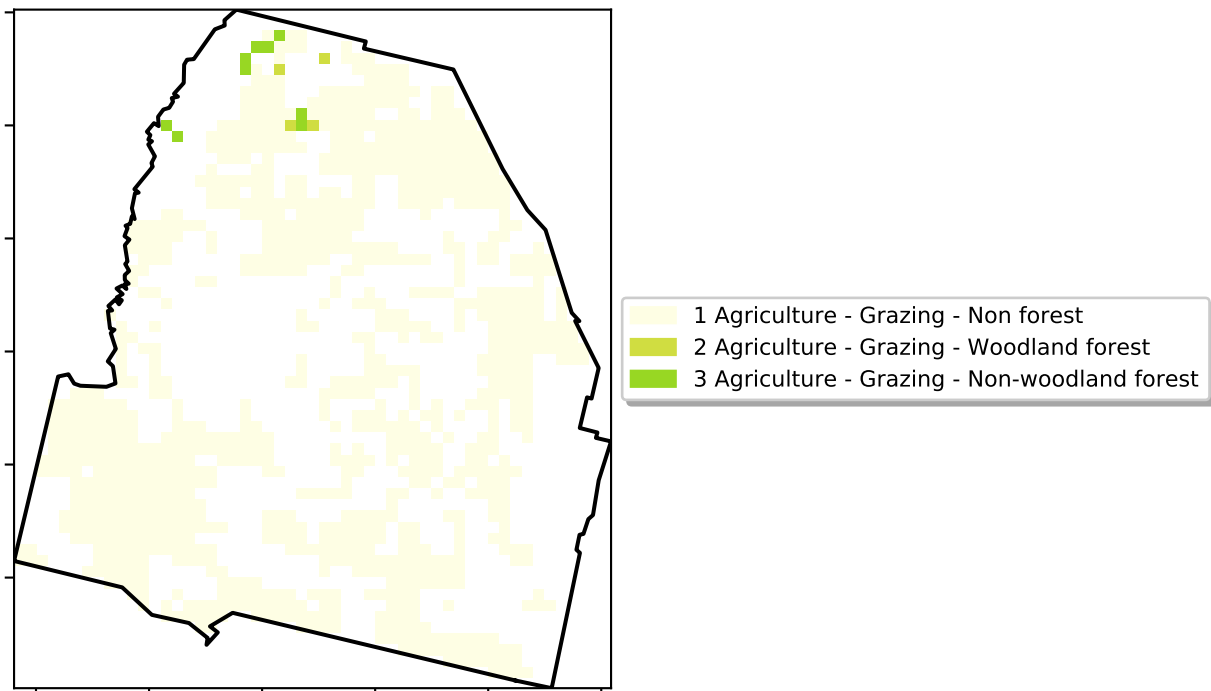 1 Agriculture - Grazing - Non forest
2 Agriculture - Grazing - Woodland forest
3 Agriculture - Grazing - Non-woodland forest